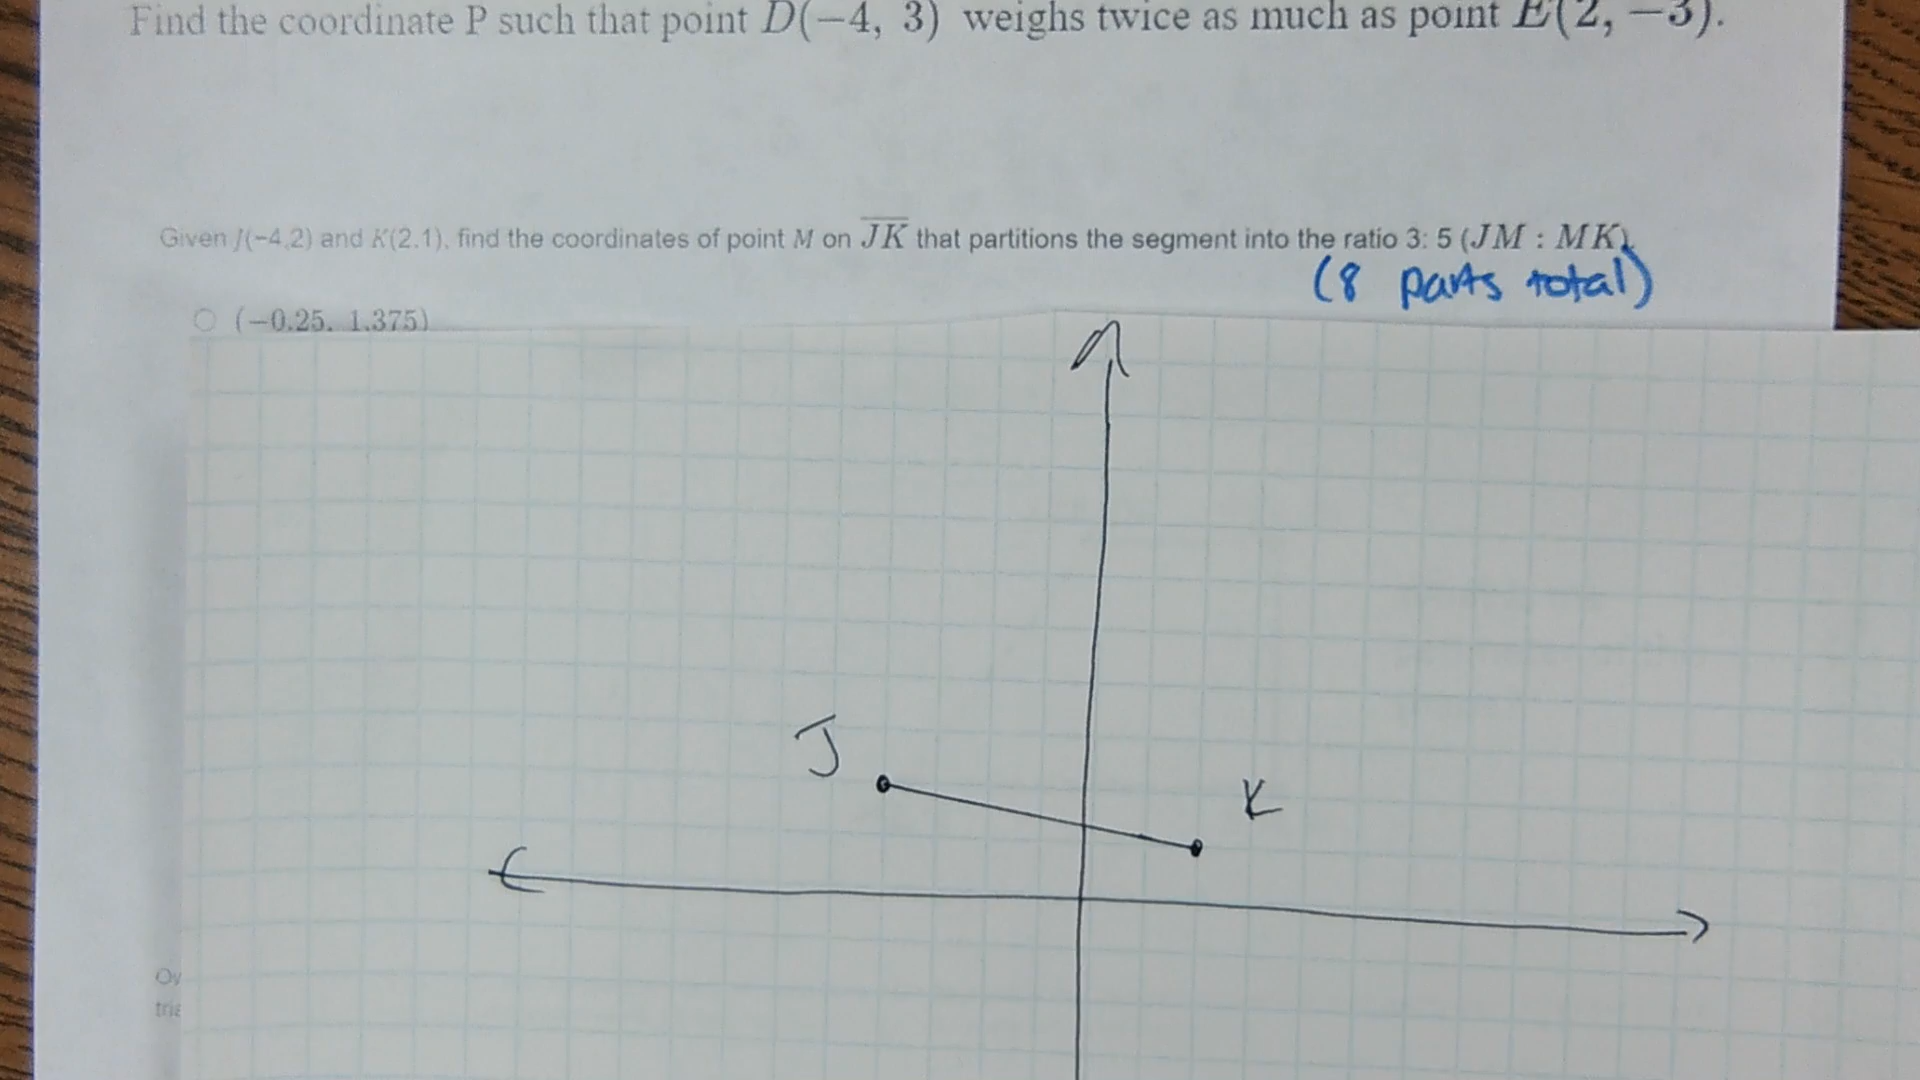 Find the coordinate P such that point D(−4, 3) weighs twice as much as point E(2, −3).
Given J(−4,2) and K(2,1), find the coordinates of point M on JK that partitions the segment into the ratio 3: 5 (JM : MK)
(8 parts total)
(−0.25, 1.375)
J
K